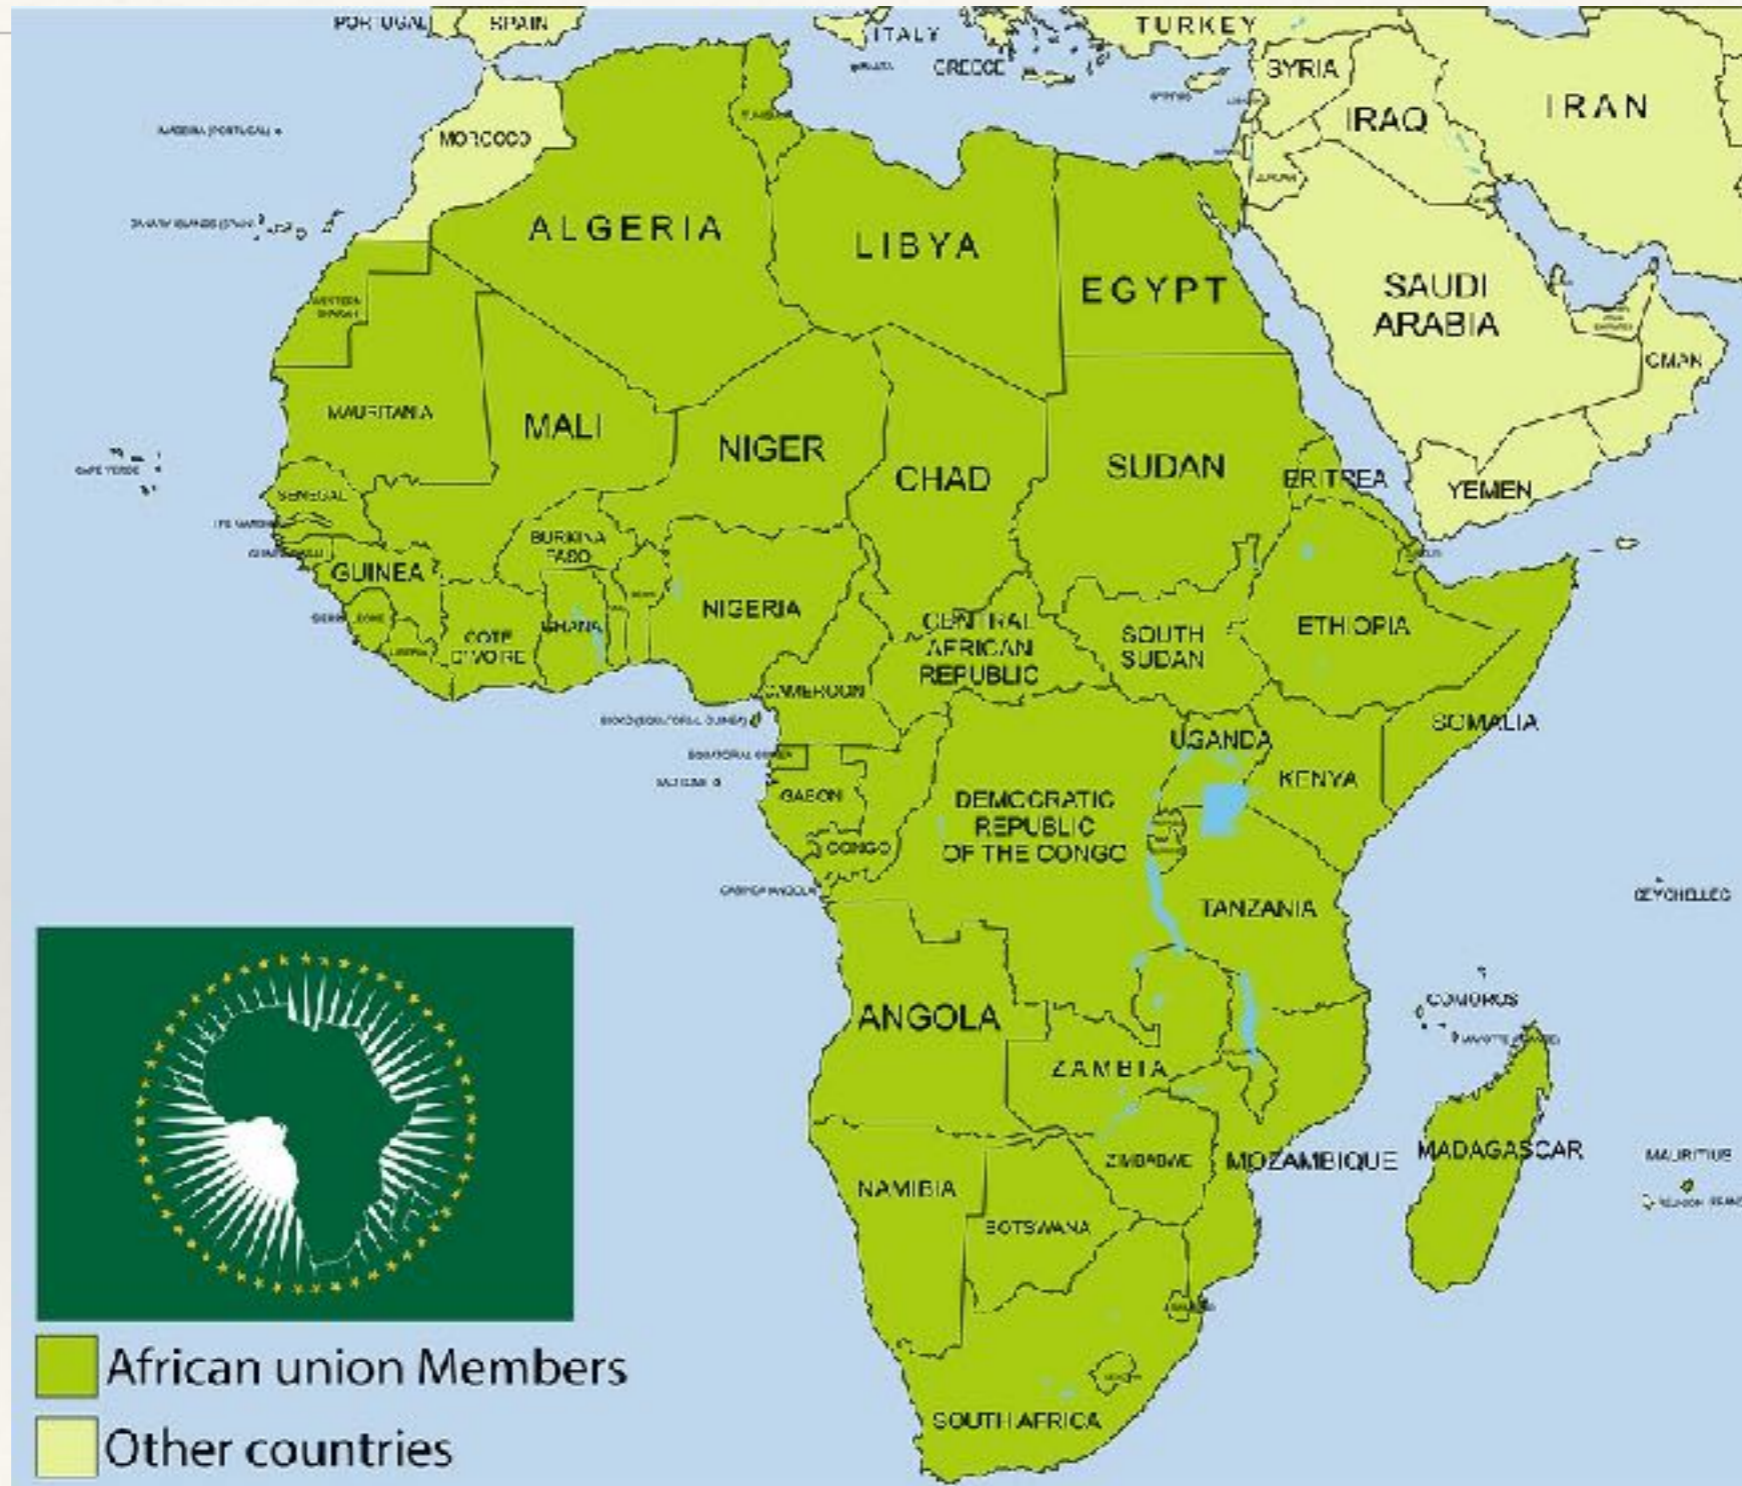 PORTUGAL
SPAIN
ITALY
GREECE
TURKEY
SYRIA
IRAQ
IRAN
MOROCCO
ALGERIA
LIBYA
EGYPT
SAUDI
ARABIA
OMAN
YEMEN
MAURITANIA
MALI
NIGER
CHAD
SUDAN
ERITREA
SENEGAL
BURKINA
FASO
GUINEA
NIGERIA
COTE
D'IVOIRE
GHANA
CENTRAL
AFRICAN
REPUBLIC
SOUTH
SUDAN
ETHIOPIA
CAMEROON
SOMALIA
UGANDA
KENYA
GABON
CONGO
DEMOCRATIC
REPUBLIC
OF THE CONGO
TANZANIA
SEYCHELLES
ANGOLA
COMOROS
ZAMBIA
ZIMBABWE
MOZAMBIQUE
MADAGASCAR
MAURITIUS
NAMIBIA
BOTSWANA
SOUTH AFRICA
African union Members
Other countries